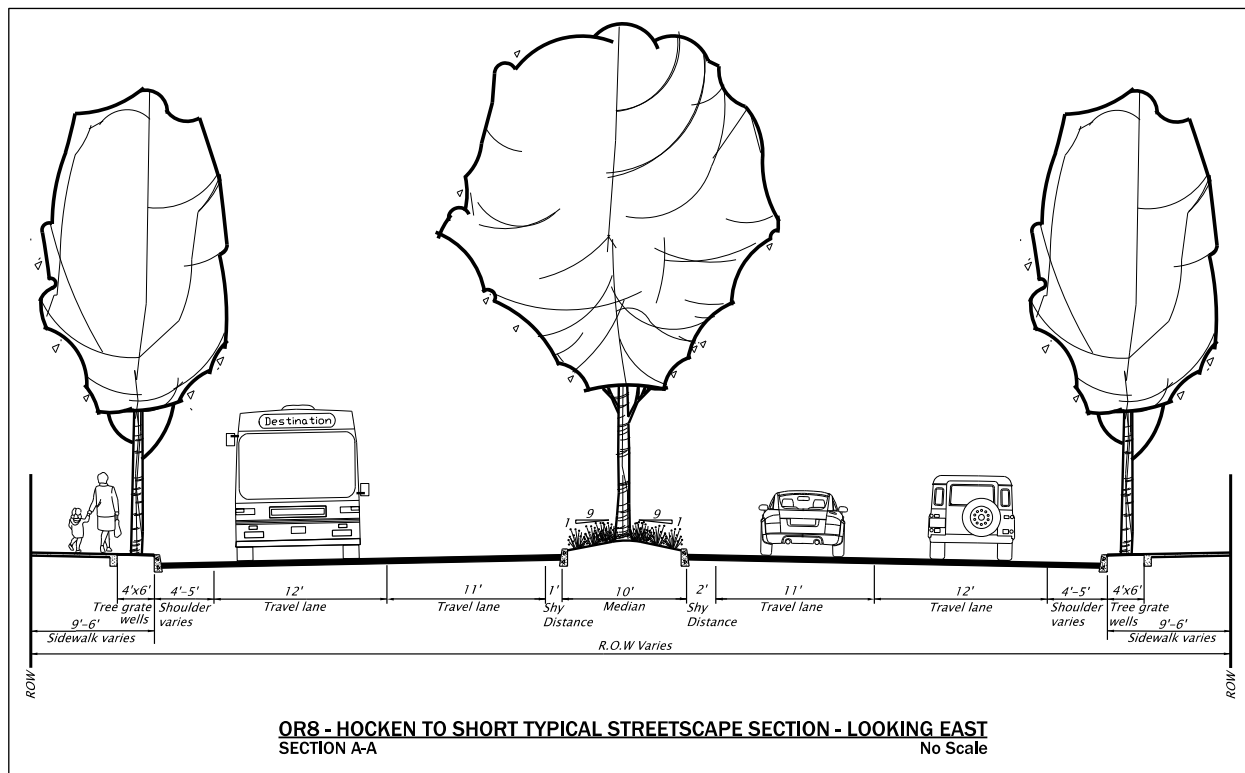 Destination
1 9 9 1
4'x6' 4'-5' 12' 11' 1' 10' 2' 11' 12' 4'-5' 4'x6'
Tree grate wells
Shoulder varies
Travel lane
Travel lane
Shy Distance
Median
Shy Distance
Travel lane
Travel lane
Shoulder varies
Tree grate wells
9'-6'
Sidewalk varies
9'-6'
Sidewalk varies
R.O.W Varies
ROW
ROW
OR8 - HOCKEN TO SHORT TYPICAL STREETSCAPE SECTION - LOOKING EAST
SECTION A-A No Scale